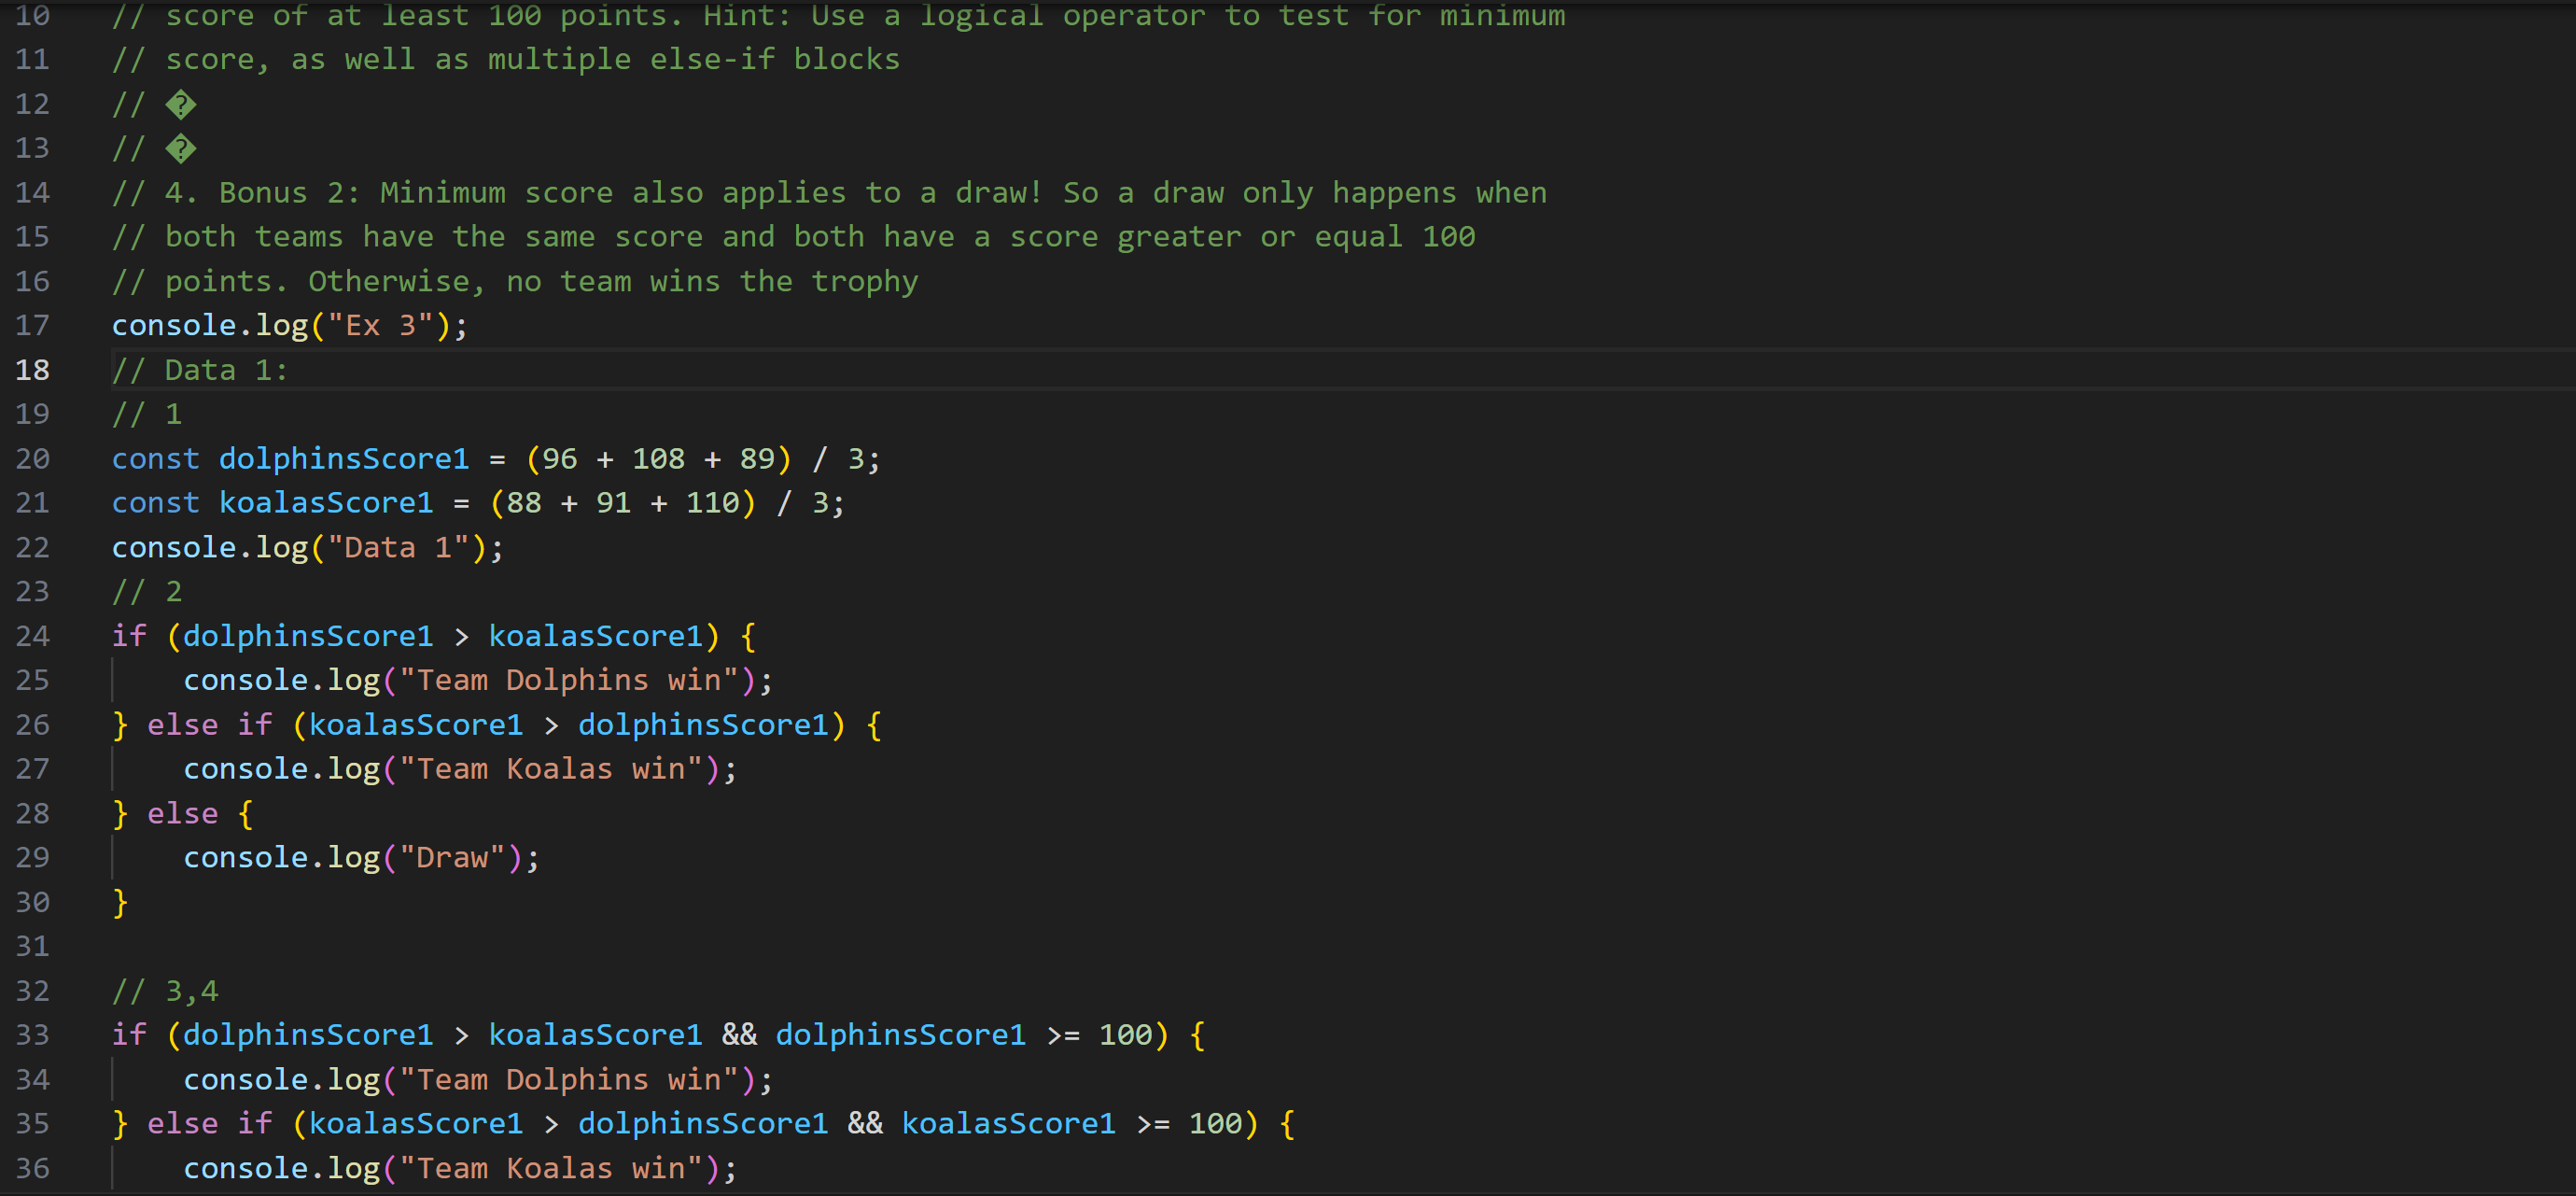 10 // score of at least 100 points. Hint: Use a logical operator to test for minimum
11 // score, as well as multiple else-if blocks
12 // �
13 // �
14 // 4. Bonus 2: Minimum score also applies to a draw! So a draw only happens when
15 // both teams have the same score and both have a score greater or equal 100
16 // points. Otherwise, no team wins the trophy
17 console.log("Ex 3");
18 // Data 1:
19 // 1
20 const dolphinsScore1 = (96 + 108 + 89) / 3;
21 const koalasScore1 = (88 + 91 + 110) / 3;
22 console.log("Data 1");
23 // 2
24 if (dolphinsScore1 > koalasScore1) {
25     console.log("Team Dolphins win");
26 } else if (koalasScore1 > dolphinsScore1) {
27     console.log("Team Koalas win");
28 } else {
29     console.log("Draw");
30 }
31
32 // 3,4
33 if (dolphinsScore1 > koalasScore1 && dolphinsScore1 >= 100) {
34     console.log("Team Dolphins win");
35 } else if (koalasScore1 > dolphinsScore1 && koalasScore1 >= 100) {
36     console.log("Team Koalas win");